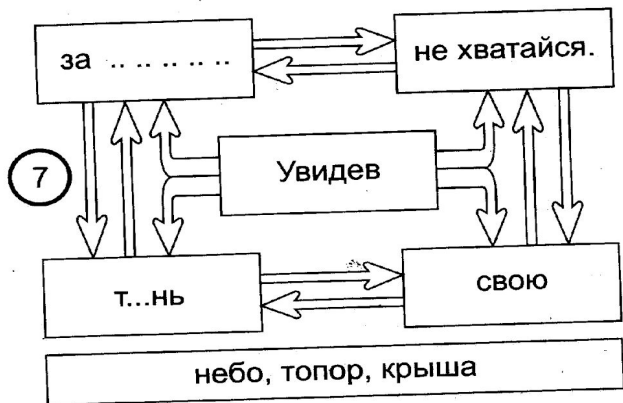 за .. .. .. .. ..
не хватайся.
7
Увидев
т...нь
свою
небо, топор, крыша